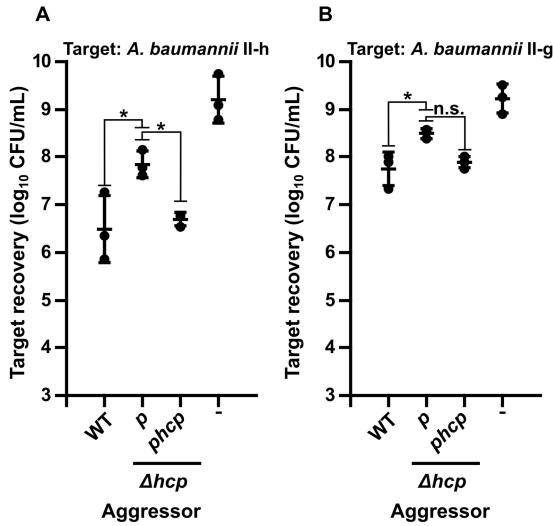 A
Target: A. baumannii II-h
Target recovery (log10 CFU/mL)
10
9
8
7
6
5
4
3
*
*
WT
p
phcp
-
Δhcp
Aggressor
B
Target: A. baumannii II-g
Target recovery (log10 CFU/mL)
10
9
8
7
6
5
4
3
*
n.s.
WT
p
phcp
-
Δhcp
Aggressor